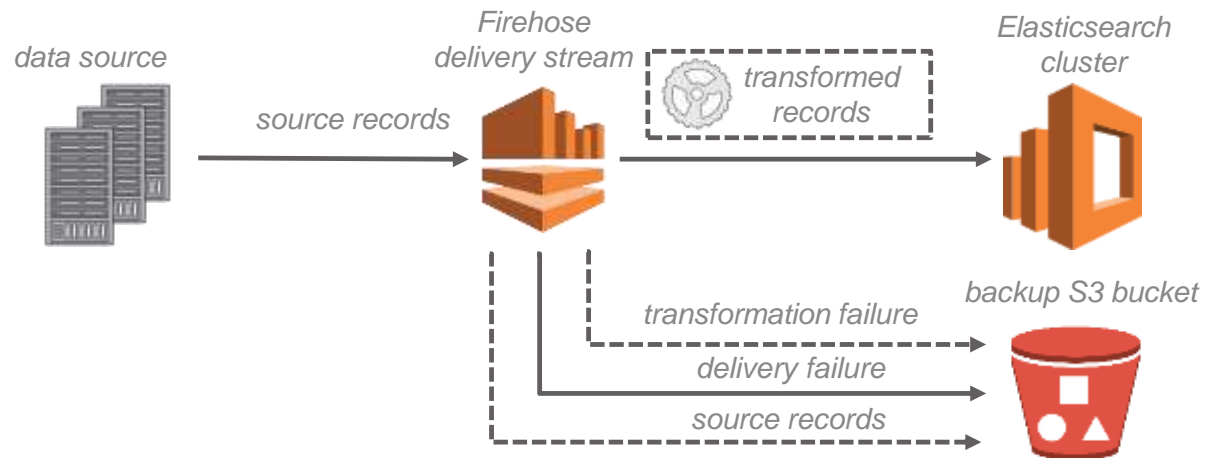 data source
source records
Firehose
delivery stream
transformed
records
Elasticsearch
cluster
backup S3 bucket
transformation failure
delivery failure
source records